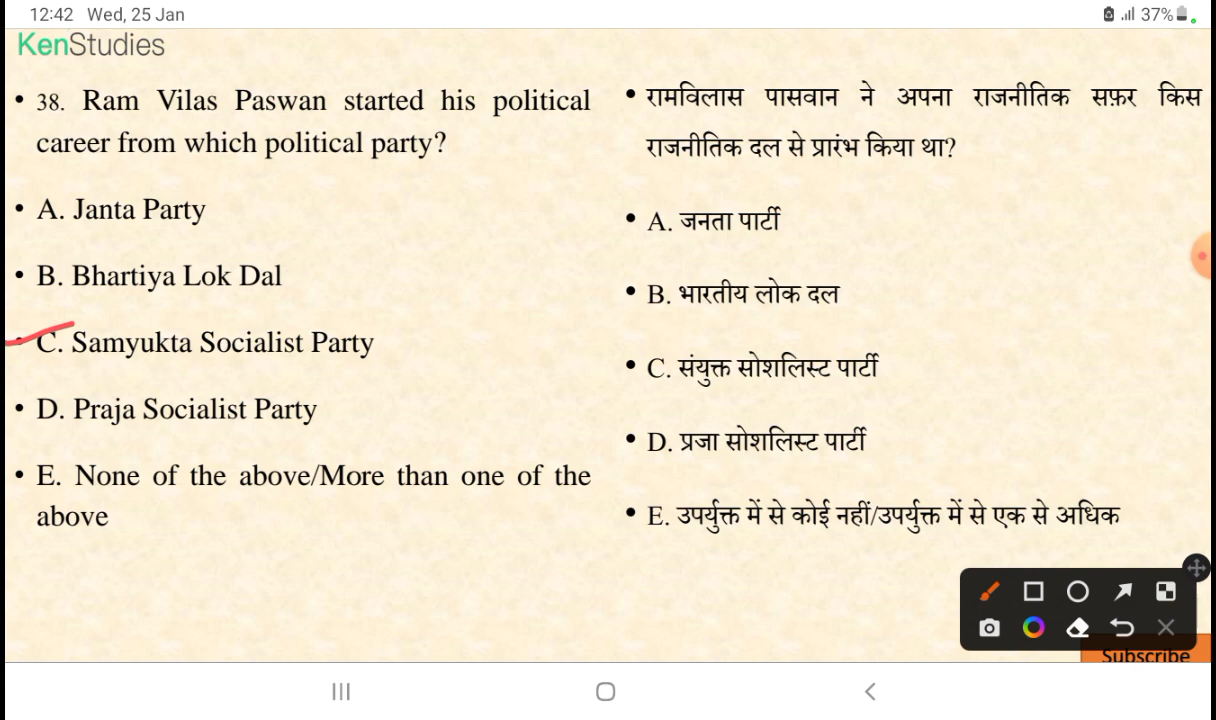 12:42 Wed, 25 Jan
37%
KenStudies
• 38. Ram Vilas Paswan started his political
career from which political party?
• A. Janta Party
• B. Bhartiya Lok Dal
• C. Samyukta Socialist Party
• D. Praja Socialist Party
• E. None of the above/More than one of the
above
• रामविलास पासवान ने अपना राजनीतिक सफ़र किस
राजनीतिक दल से प्रारंभ किया था?
• A. जनता पार्टी
• B. भारतीय लोक दल
• C. संयुक्त सोशलिस्ट पार्टी
• D. प्रजा सोशलिस्ट पार्टी
• E. उपर्युक्त में से कोई नहीं/उपर्युक्त में से एक से अधिक
Subscribe